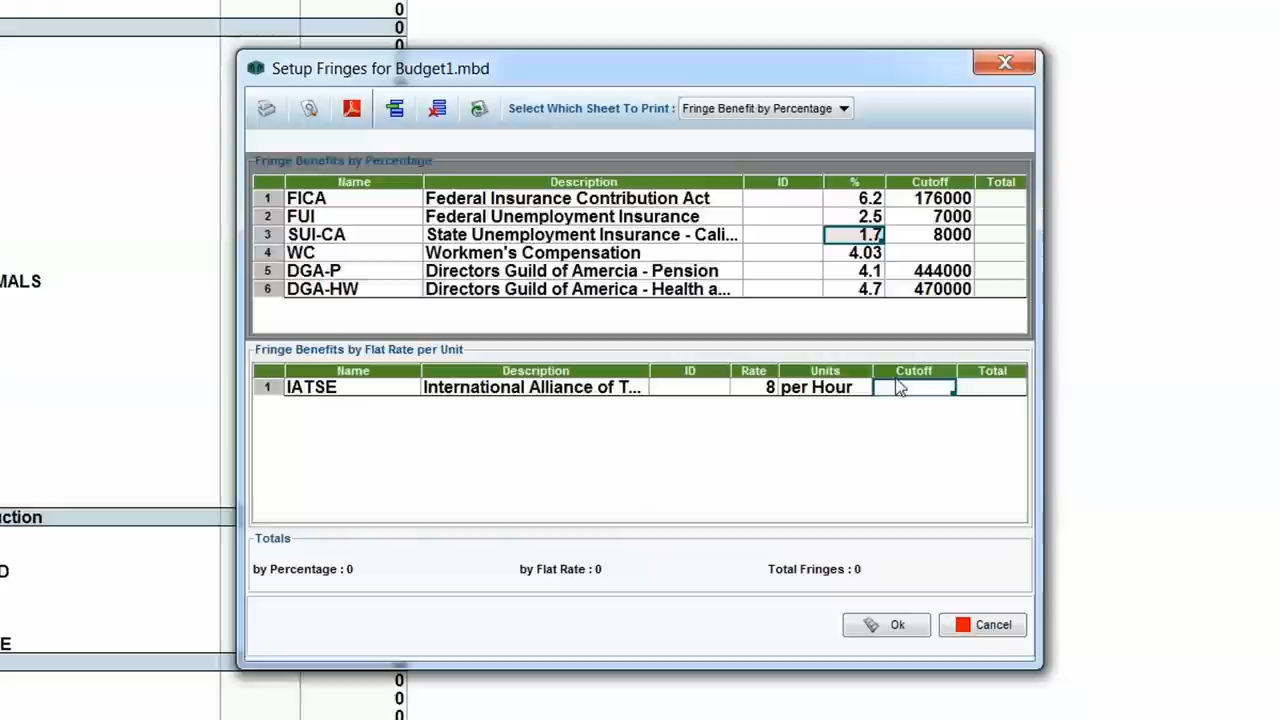 0
0
0
Setup Fringes for Budget1.mbd
Select Which Sheet To Print : Fringe Benefit by Percentage
Fringe Benefits by Percentage
Name Description ID % Cutoff Total
1 FICA Federal Insurance Contribution Act 6.2 176000
2 FUI Federal Unemployment Insurance 2.5 7000
3 SUI-CA State Unemployment Insurance - Cali... 1.7 8000
4 WC Workmen's Compensation 4.03
MALS
5 DGA-P Directors Guild of Amercia - Pension 4.1 444000
6 DGA-HW Directors Guild of America - Health a... 4.7 470000
Fringe Benefits by Flat Rate per Unit
Name Description ID Rate Units Cutoff Total
1 IATSE International Alliance of T... 8 per Hour
uction
Totals
D
by Percentage : 0 by Flat Rate : 0 Total Fringes : 0
Ok Cancel
E
0
0
0